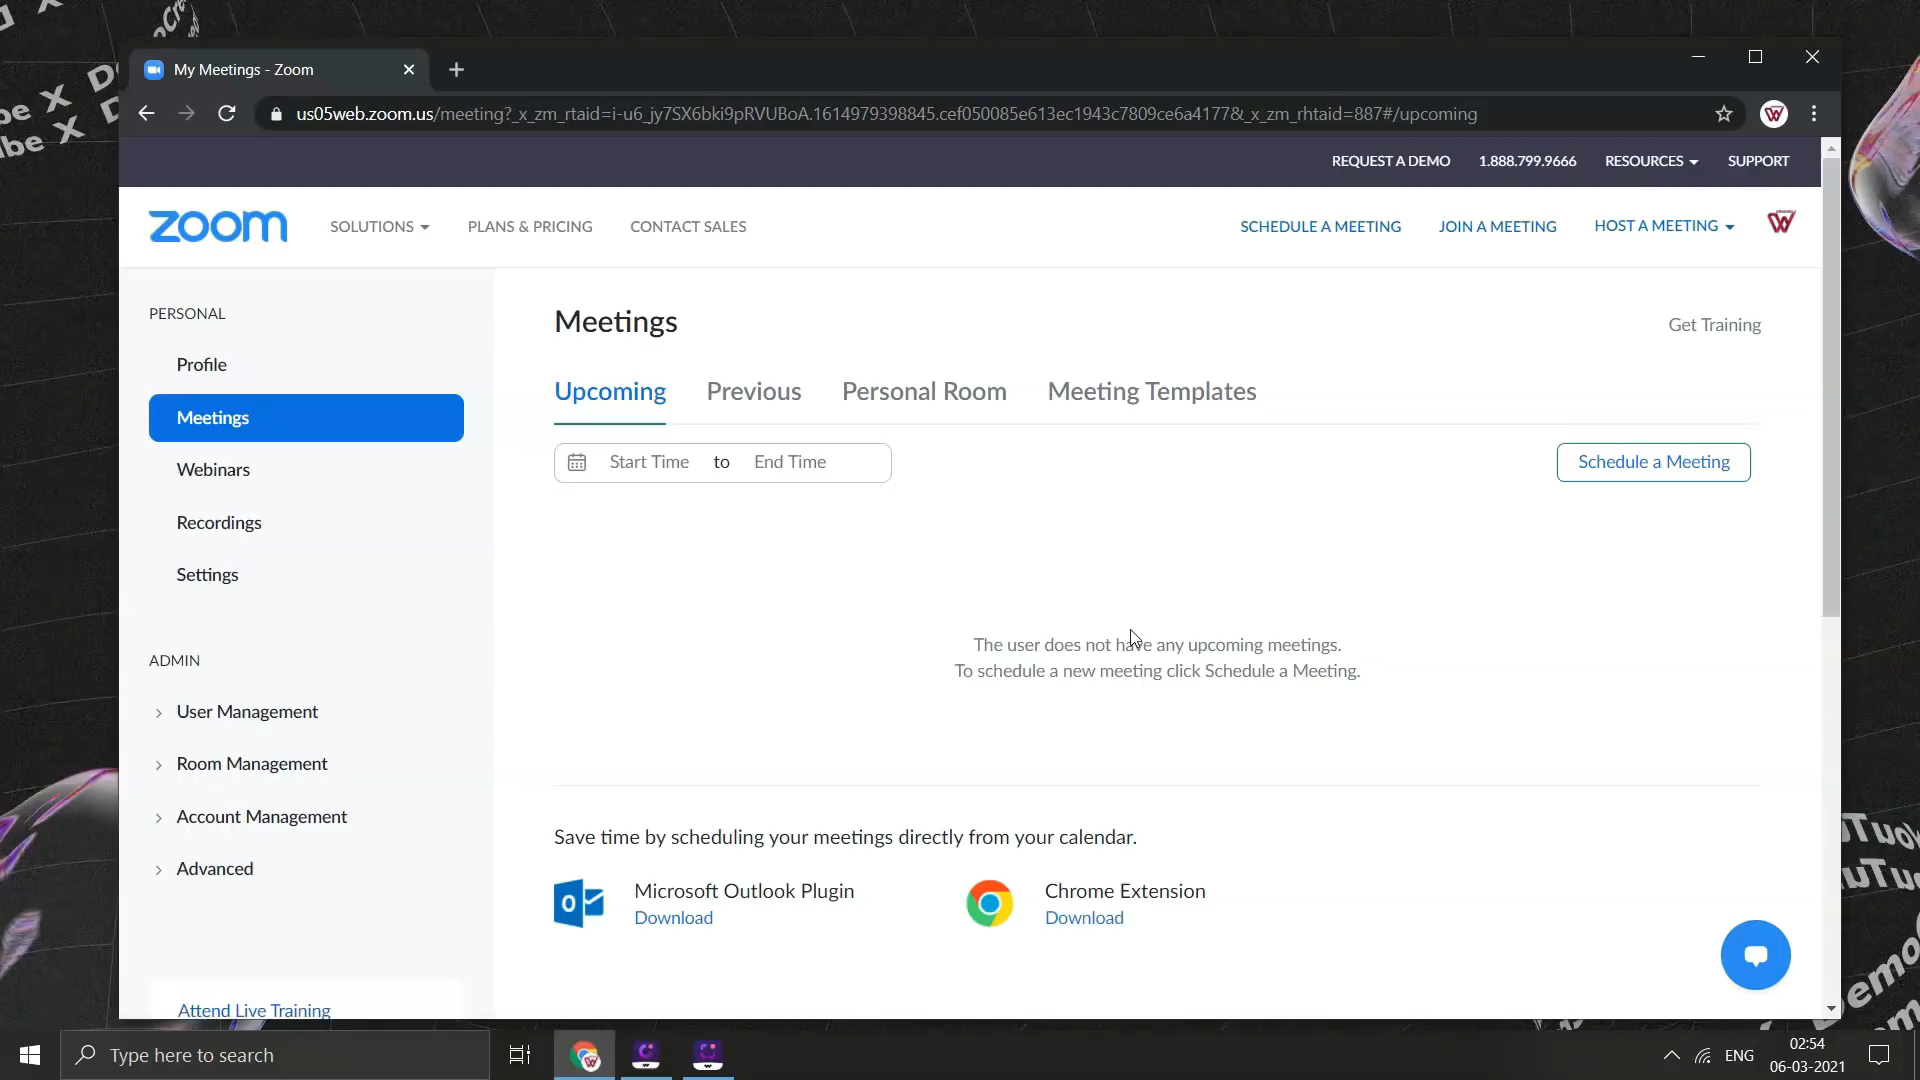 My Meetings - Zoom
us05web.zoom.us/meeting?_x_zm_rtaid=i-u6_jy7SX6bki9pRVUBoA.1614979398845.cef050085e613ec1943c7809ce6a4177&_x_zm_rhtaid=887#/upcoming
REQUEST A DEMO 1.888.799.9666 RESOURCES SUPPORT
zoom SOLUTIONS PLANS & PRICING CONTACT SALES SCHEDULE A MEETING JOIN A MEETING HOST A MEETING W
PERSONAL
Profile
Meetings
Webinars
Recordings
Settings
ADMIN
User Management
Room Management
Account Management
Advanced
Attend Live Training
Meetings
Get Training
Upcoming Previous Personal Room Meeting Templates
Start Time to End Time
Schedule a Meeting
The user does not have any upcoming meetings.
To schedule a new meeting click Schedule a Meeting.
Save time by scheduling your meetings directly from your calendar.
Microsoft Outlook Plugin
Download
Chrome Extension
Download
Type here to search
ENG
02:54
06-03-2021